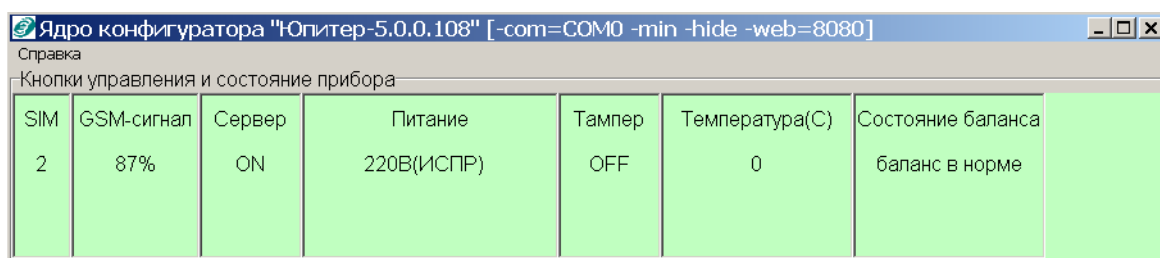 Ядро конфигуратора "Юпитер-5.0.0.108" [-com=COM0 -min -hide -web=8080]
Справка
Кнопки управления и состояние прибора
SIM GSM-сигнал Сервер Питание Тампер Температура(С) Состояние баланса
2 87% ON 220В(ИСПР) OFF 0 баланс в норме